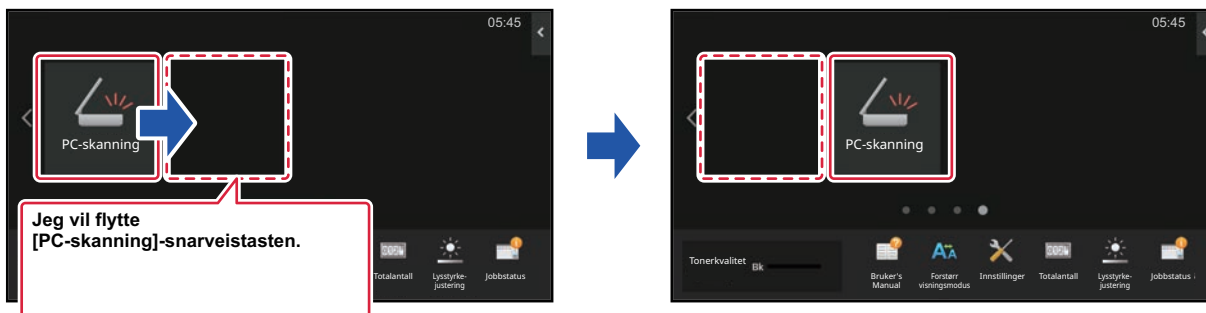 05:45
PC-skanning
Jeg vil flytte
[PC-skanning]-snarveistasten.
Totalantall
Lysstyrke-
justering
Jobbstatus
05:45
PC-skanning
Tonerkvalitet
Bk
Bruker's
Manual
Forstørr
visningsmodus
Innstillinger
Totalantall
Lysstyrke-
justering
Jobbstatus